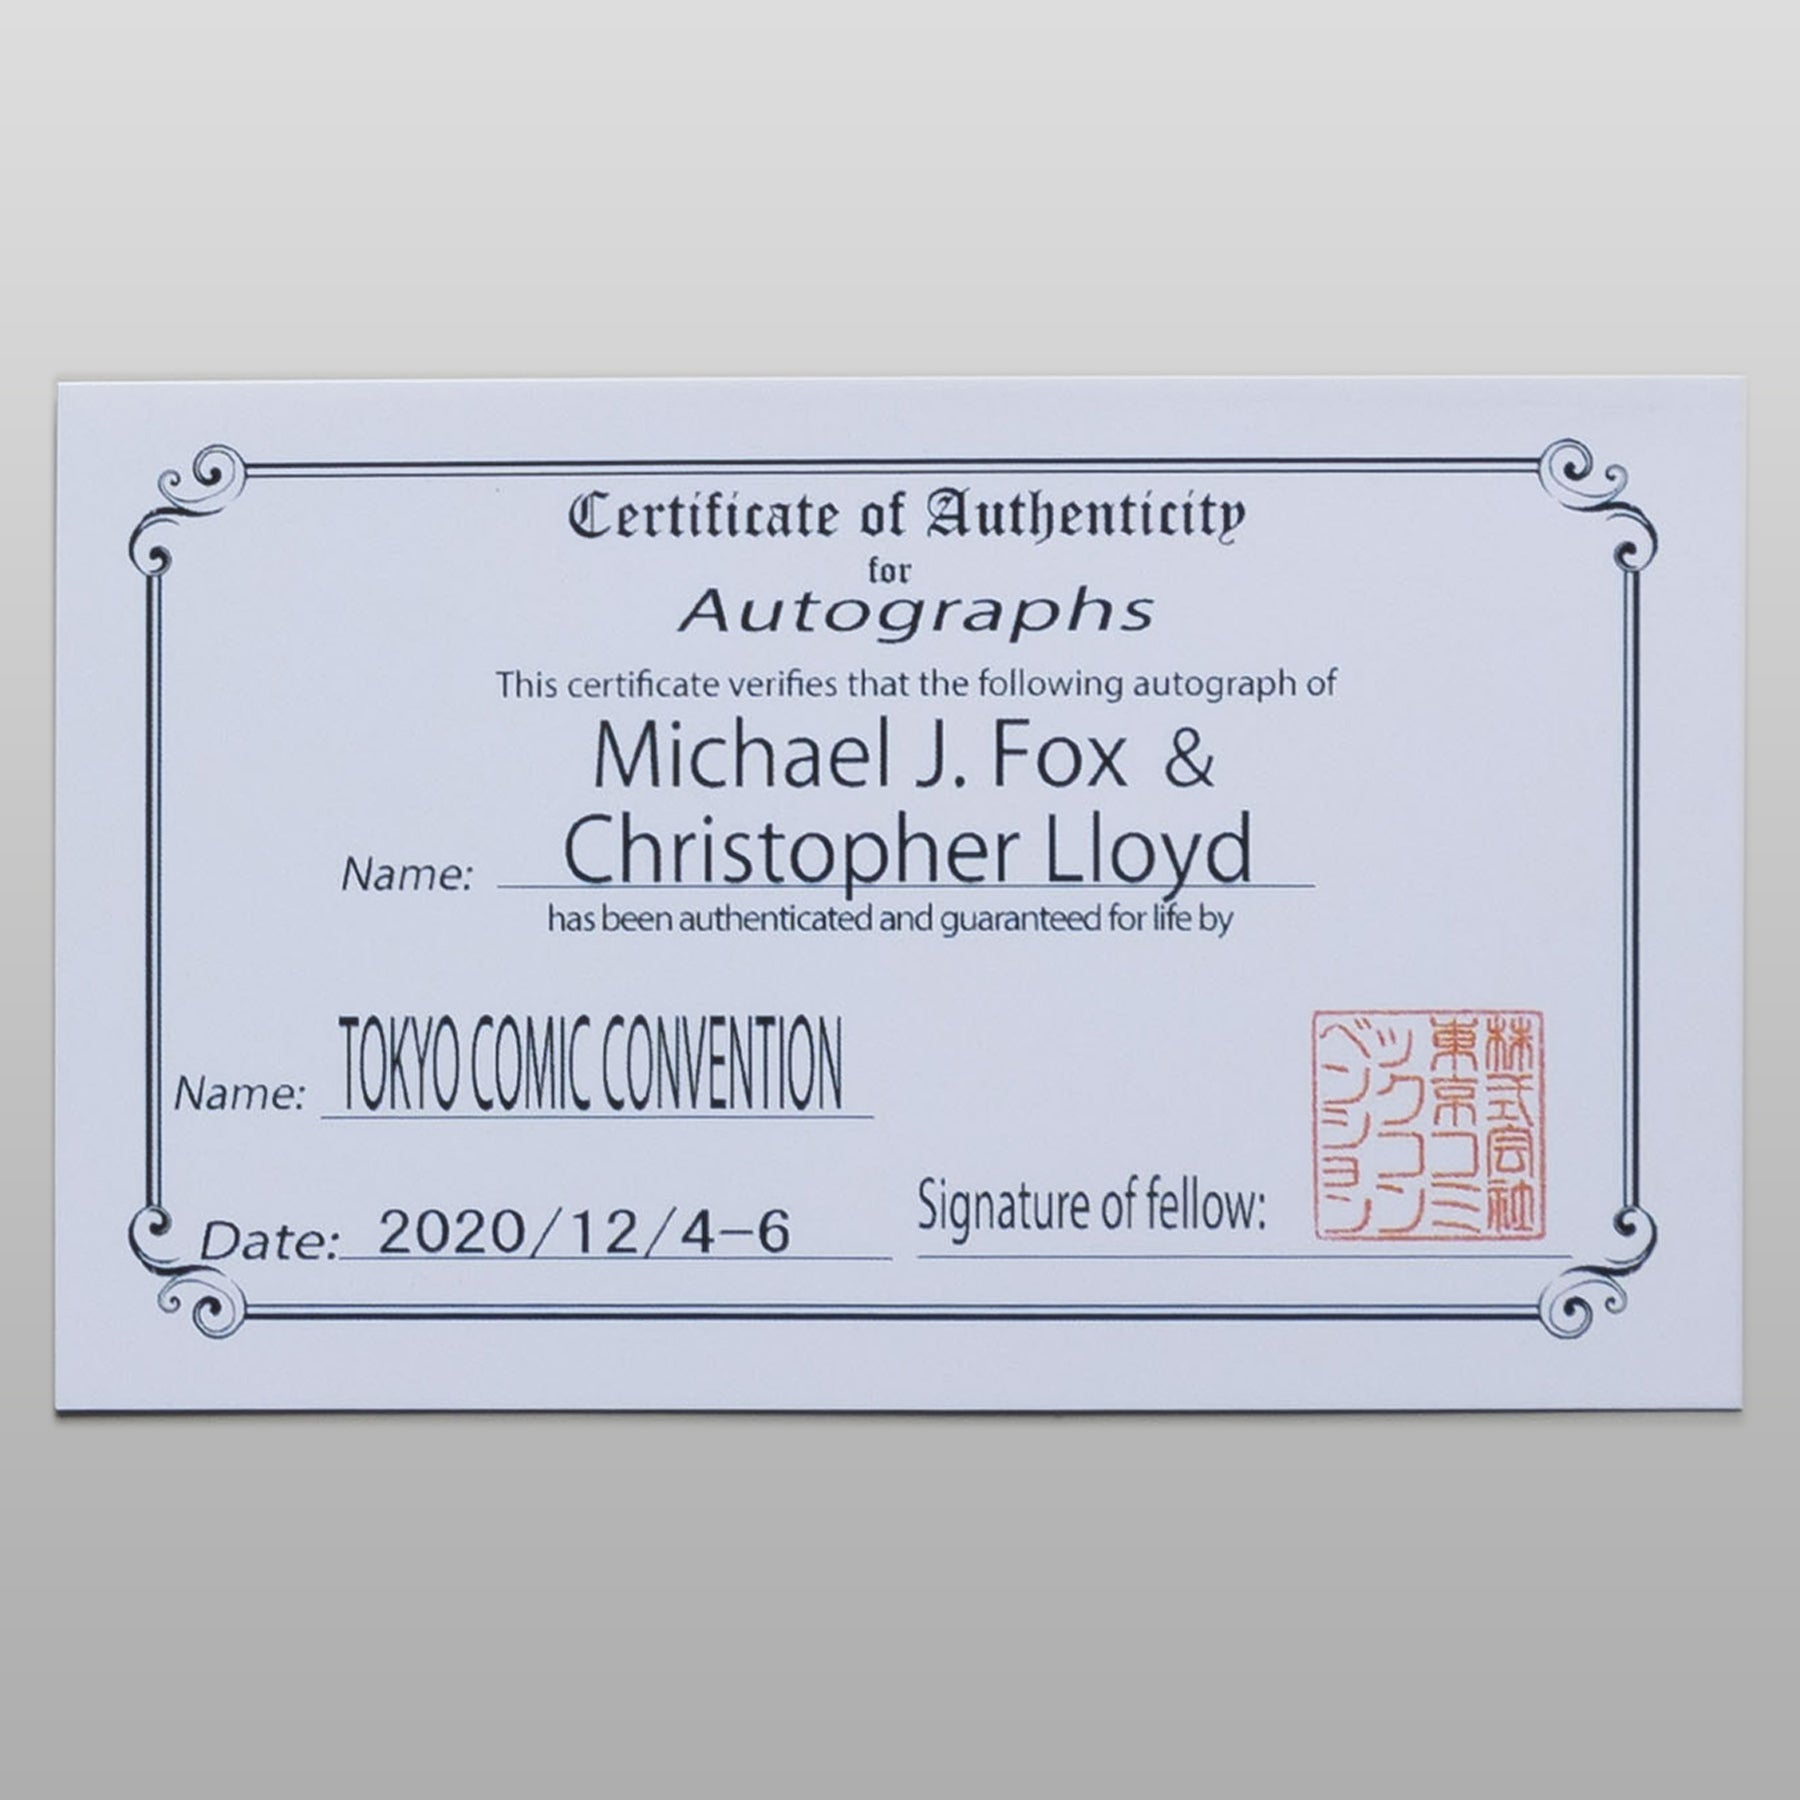 Certificate of Authenticity
for
Autographs
This certificate verifies that the following autograph of
Michael J. Fox &
Name: Christopher Lloyd
has been authenticated and guaranteed for life by
Name: TOKYO COMIC CONVENTION
Date: 2020/12/4-6
Signature of fellow:
株式会社
東京コミ
ックコン
ベンション